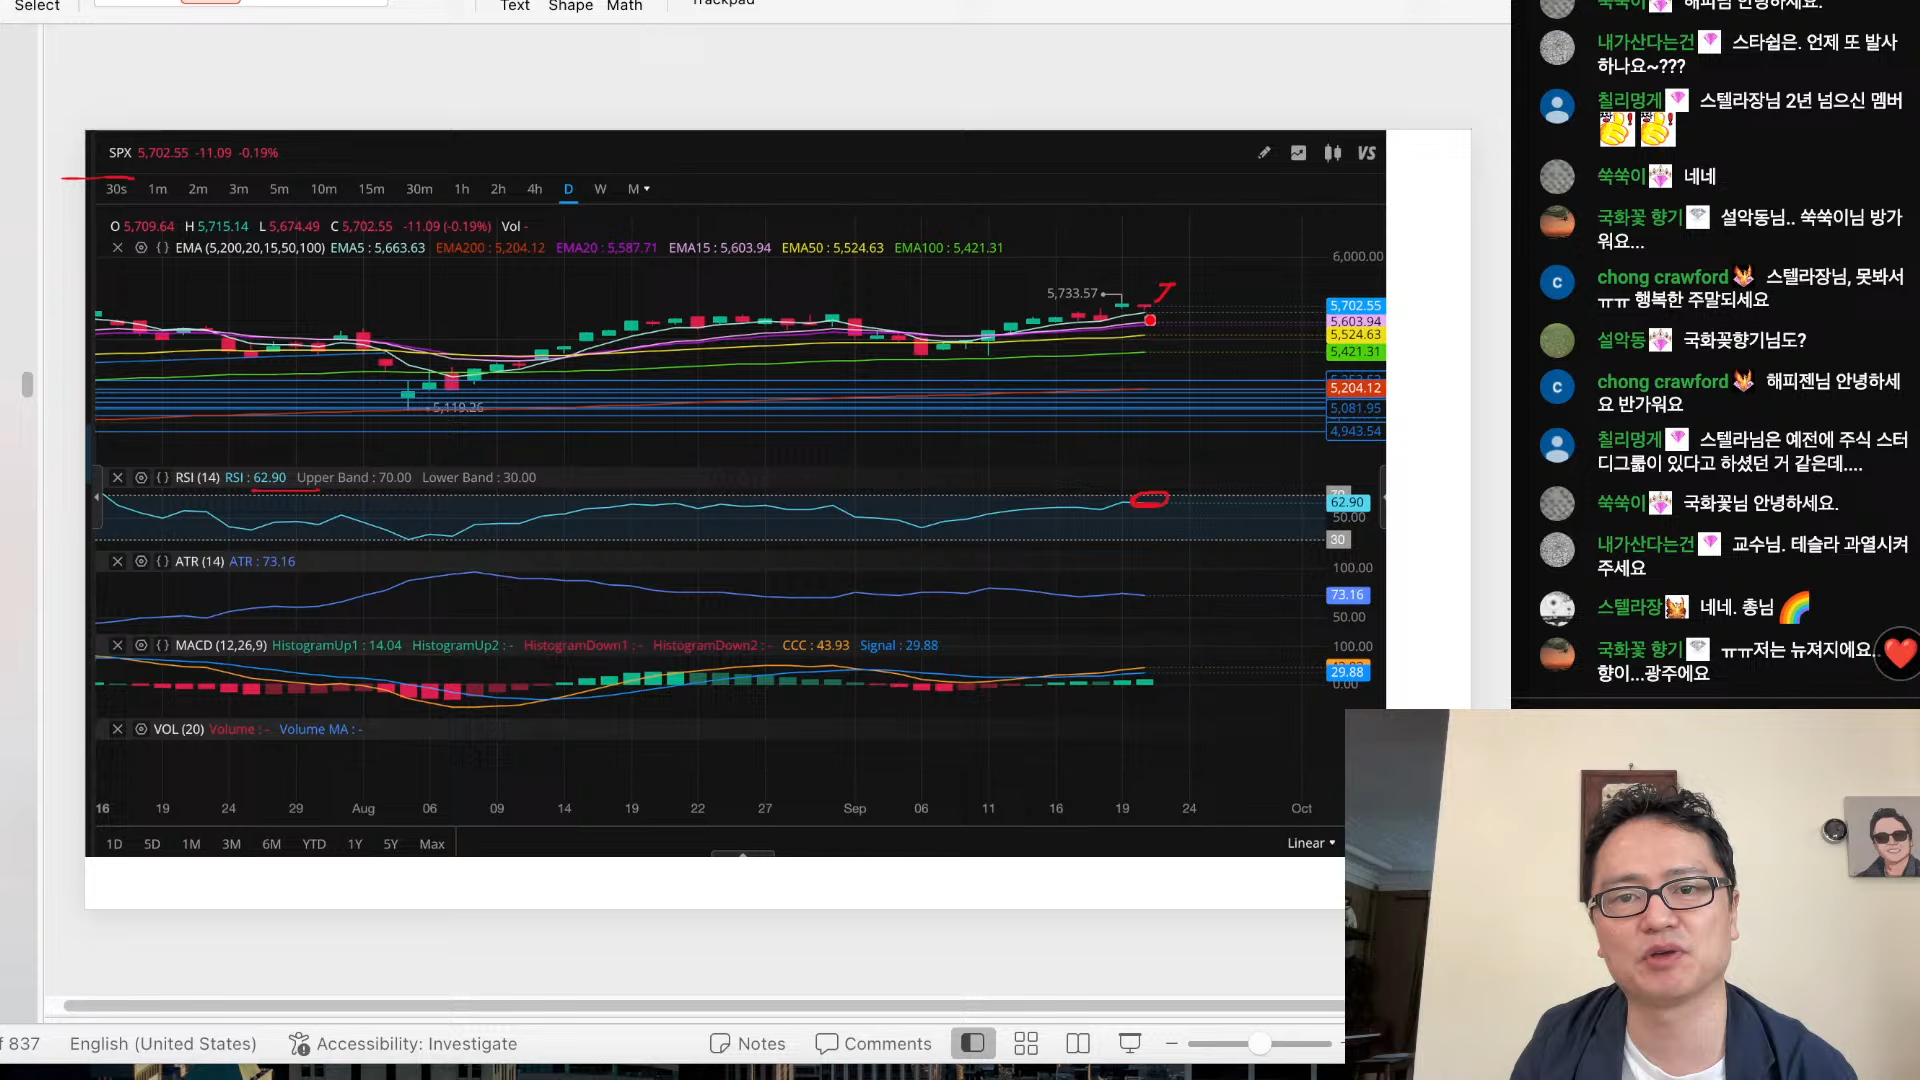 Select
Text Shape Math
Trackpad
SPX 5,702.55 -11.09 -0.19%
VS
30s 1m 2m 3m 5m 10m 15m 30m 1h 2h 4h D W M
O 5,709.64 H 5,715.14 L 5,674.49 C 5,702.55 -11.09 (-0.19%) Vol -
EMA (5,200,20,15,50,100) EMA5 : 5,663.63 EMA200 : 5,204.12 EMA20 : 5,587.71 EMA15 : 5,603.94 EMA50 : 5,524.63 EMA100 : 5,421.31
6,000.00
5,733.57
5,702.55
5,603.94
5,524.63
5,421.31
5,204.12
5,119.26
5,081.95
4,943.54
RSI (14) RSI : 62.90 Upper Band : 70.00 Lower Band : 30.00
62.90
50.00
30
ATR (14) ATR : 73.16
100.00
73.16
50.00
MACD (12,26,9) HistogramUp1 : 14.04 HistogramUp2 : - HistogramDown1 : - HistogramDown2 : - CCC : 43.93 Signal : 29.88
100.00
29.88
0.00
VOL (20) Volume : - Volume MA : -
16 19 24 29 Aug 06 09 14 19 22 27 Sep 06 11 16 19 24 Oct
1D 5D 1M 3M 6M YTD 1Y 5Y Max
Linear
837 English (United States) Accessibility: Investigate Notes Comments
쑥쑥이 해피님 안녕하세요.
내가산다는건 스타쉽은. 언제 또 발사
하나요~???
칠리멍게 스텔라장님 2년 넘으신 멤버
쑥쑥이 네네
국화꽃 향기 설악동님.. 쑥쑥이님 방가
워요...
C chong crawford 스텔라장님, 못봐서
ㅠㅠ 행복한 주말되세요
설악동 국화꽂향기님도?
C chong crawford 해피젠님 안녕하세
요 반가워요
칠리멍게 스텔라님은 예전에 주식 스터
디그룹이 있다고 하셨던 거 같은데....
쑥쑥이 국화꽃님 안녕하세요.
내가산다는건 교수님. 테슬라 과열시켜
주세요
스텔라장 네네. 총님
국화꽃 향기 ㅠㅠ저는 뉴져지에요..
향이...광주에요